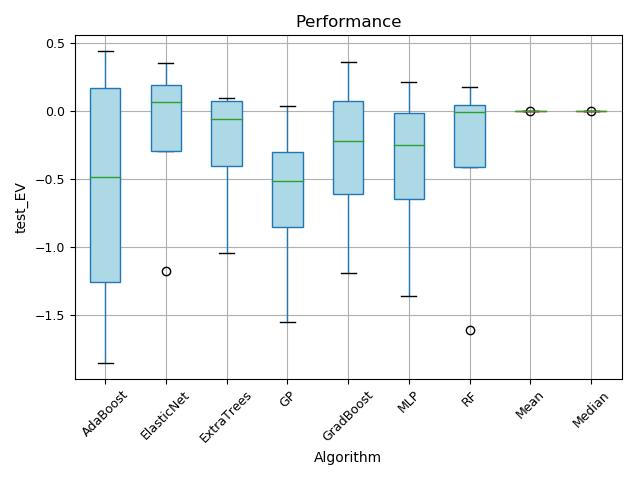 Performance
0.5
0.0
−0.5
−1.0
−1.5
test_EV
AdaBoost
ElasticNet
ExtraTrees
GP
GradBoost
MLP
RF
Mean
Median
Algorithm